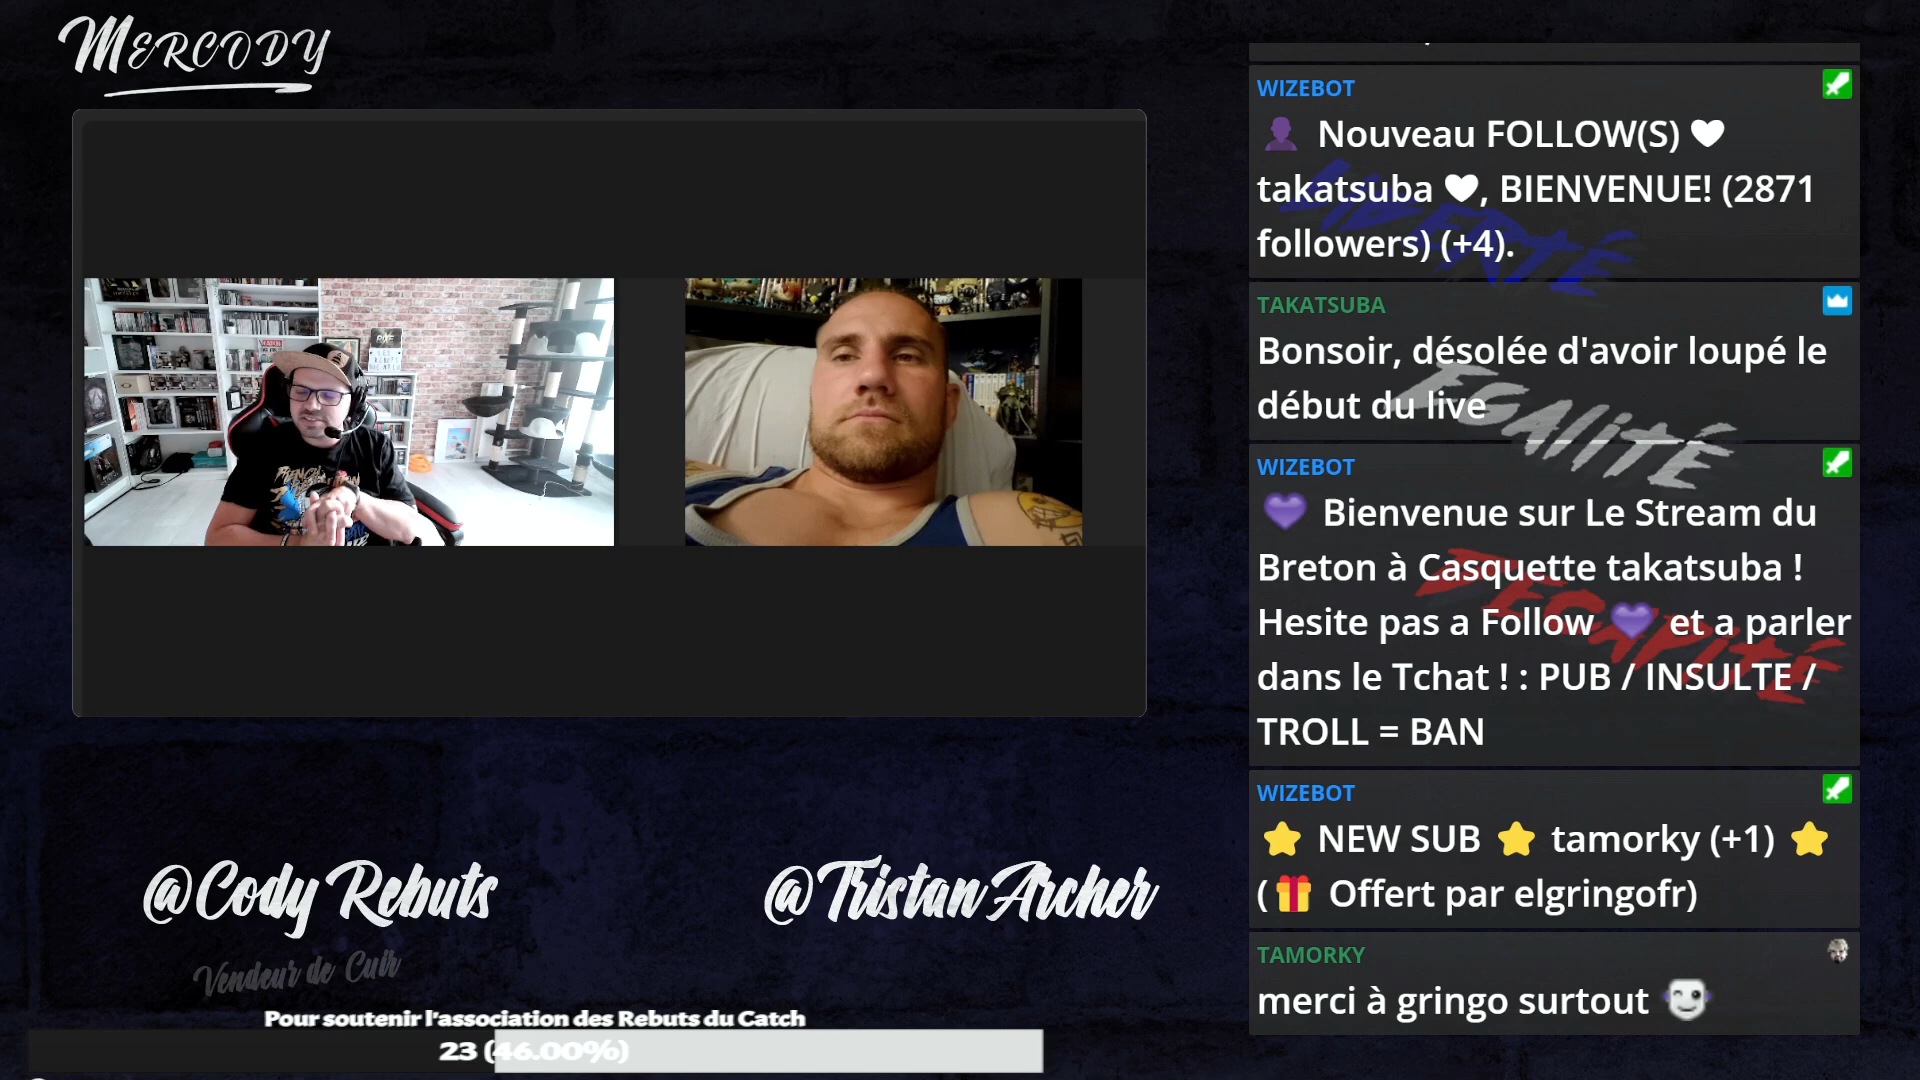 MERCODY
WIZEBOT
Nouveau FOLLOW(S)
takatsuba , BIENVENUE! (2871
followers) (+4).
LIBERTÉ
TAKATSUBA
Bonsoir, désolée d'avoir loupé le
début du live
EGALITÉ
WIZEBOT
Bienvenue sur Le Stream du
Breton à Casquette takatsuba !
Hesite pas a Follow et a parler
dans le Tchat ! : PUB / INSULTE /
TROLL = BAN
DECAPITÉ
WIZEBOT
NEW SUB tamorky (+1)
( Offert par elgringofr)
TAMORKY
merci à gringo surtout
@Cody Rebuts
@Tristan Archer
Vendeur de Cuir
Pour soutenir l'association des Rebuts du Catch
23 (46.00%)